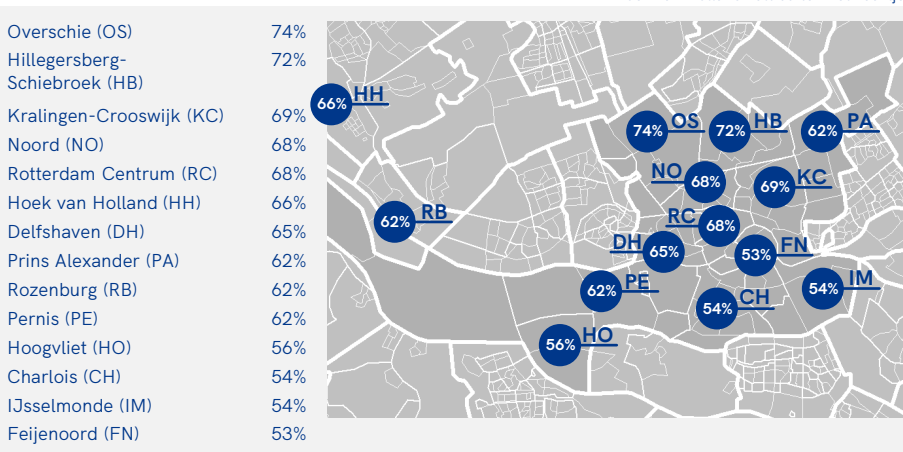 Overschie (OS) 74%
Hillegersberg- 72%
Schiebroek (HB)
Kralingen-Crooswijk (KC) 69%
Noord (NO) 68%
Rotterdam Centrum (RC) 68%
Hoek van Holland (HH) 66%
Delfshaven (DH) 65%
Prins Alexander (PA) 62%
Rozenburg (RB) 62%
Pernis (PE) 62%
Hoogvliet (HO) 56%
Charlois (CH) 54%
IJsselmonde (IM) 54%
Feijenoord (FN) 53%
66% HH
74% OS
72% HB
62% PA
NO 68%
69% KC
62% RB
RC 68%
DH 65%
53% FN
62% PE
54% CH
54% IM
56% HO